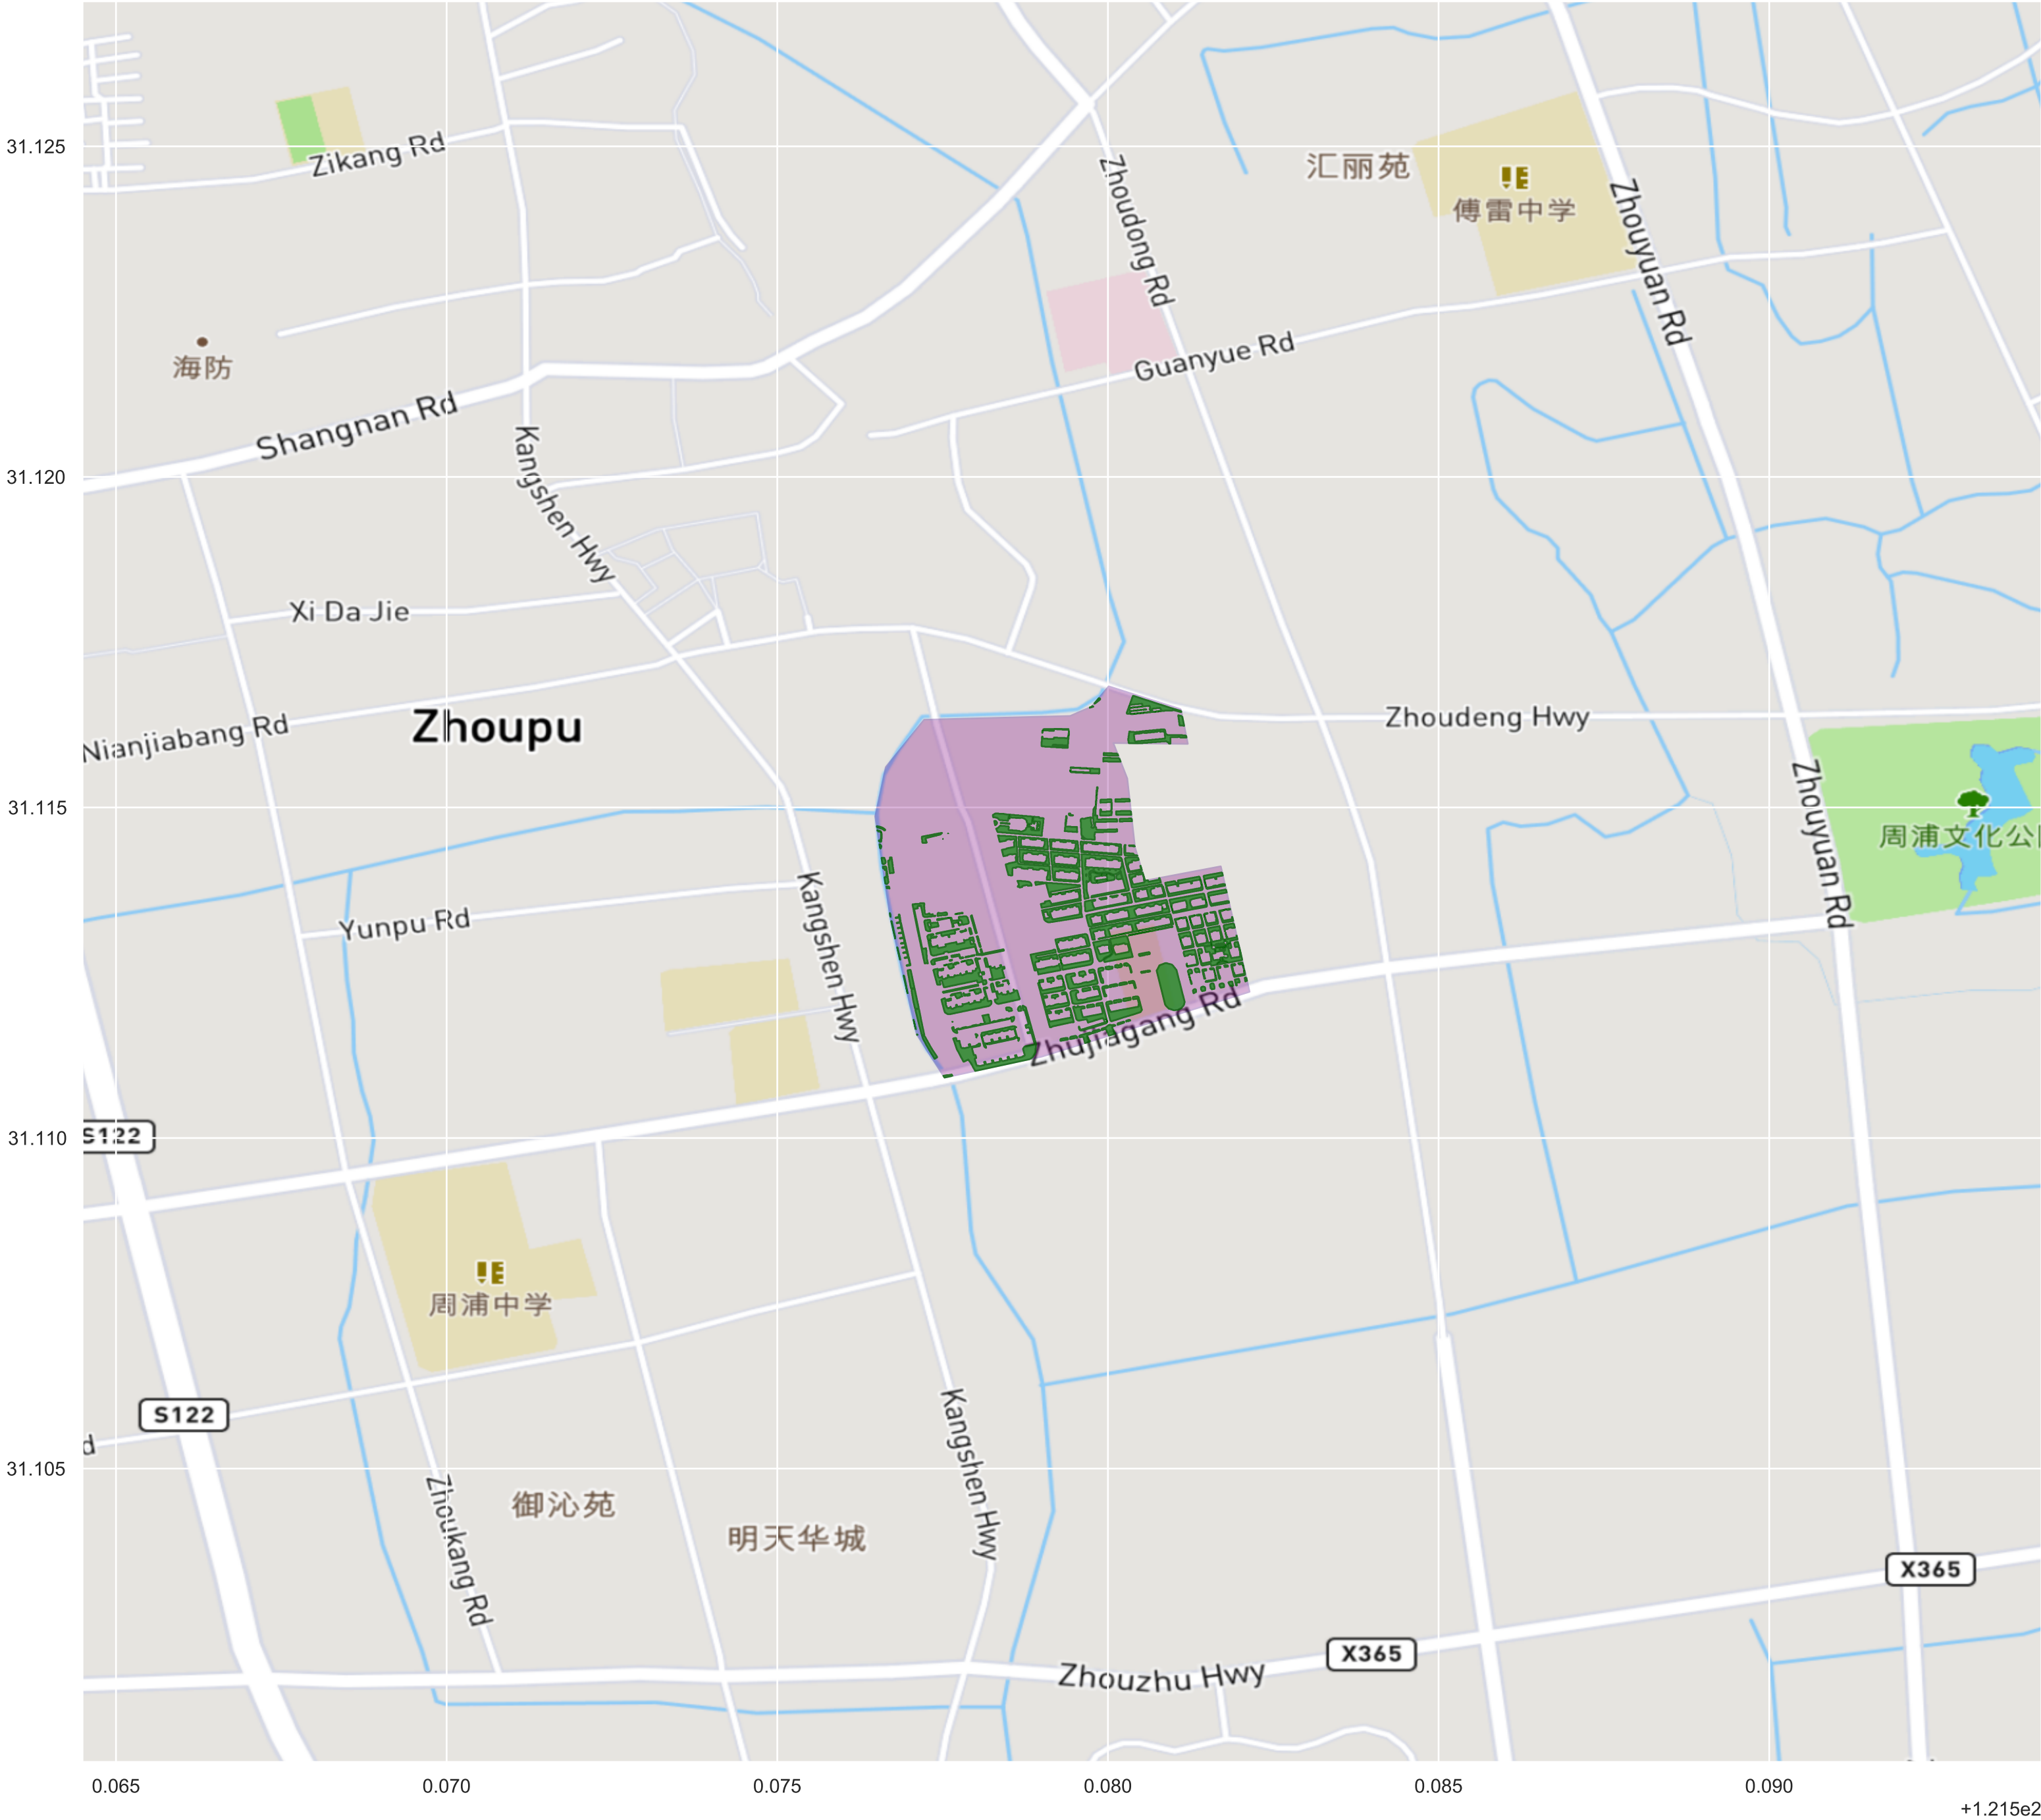 31.125
Zikang Rd
Zhoudong Rd
汇丽苑
傅雷中学
Zhouyuan Rd
海防
Guanyue Rd
Shangnan Rd
31.120
Kangshen Hwy
Xi Da Jie
Nianjiabang Rd
Zhoupu
Zhoudeng Hwy
31.115
Zhouyuan Rd
周浦文化公
Yunpu Rd
Kangshen Hwy
Zhujiagang Rd
S122
31.110
周浦中学
S122
d
31.105
Kangshen Hwy
Zhoukang Rd
御沁苑
明天华城
X365
X365
Zhouzhu Hwy
0.065 0.070 0.075 0.080 0.085 0.090
+1.215e2